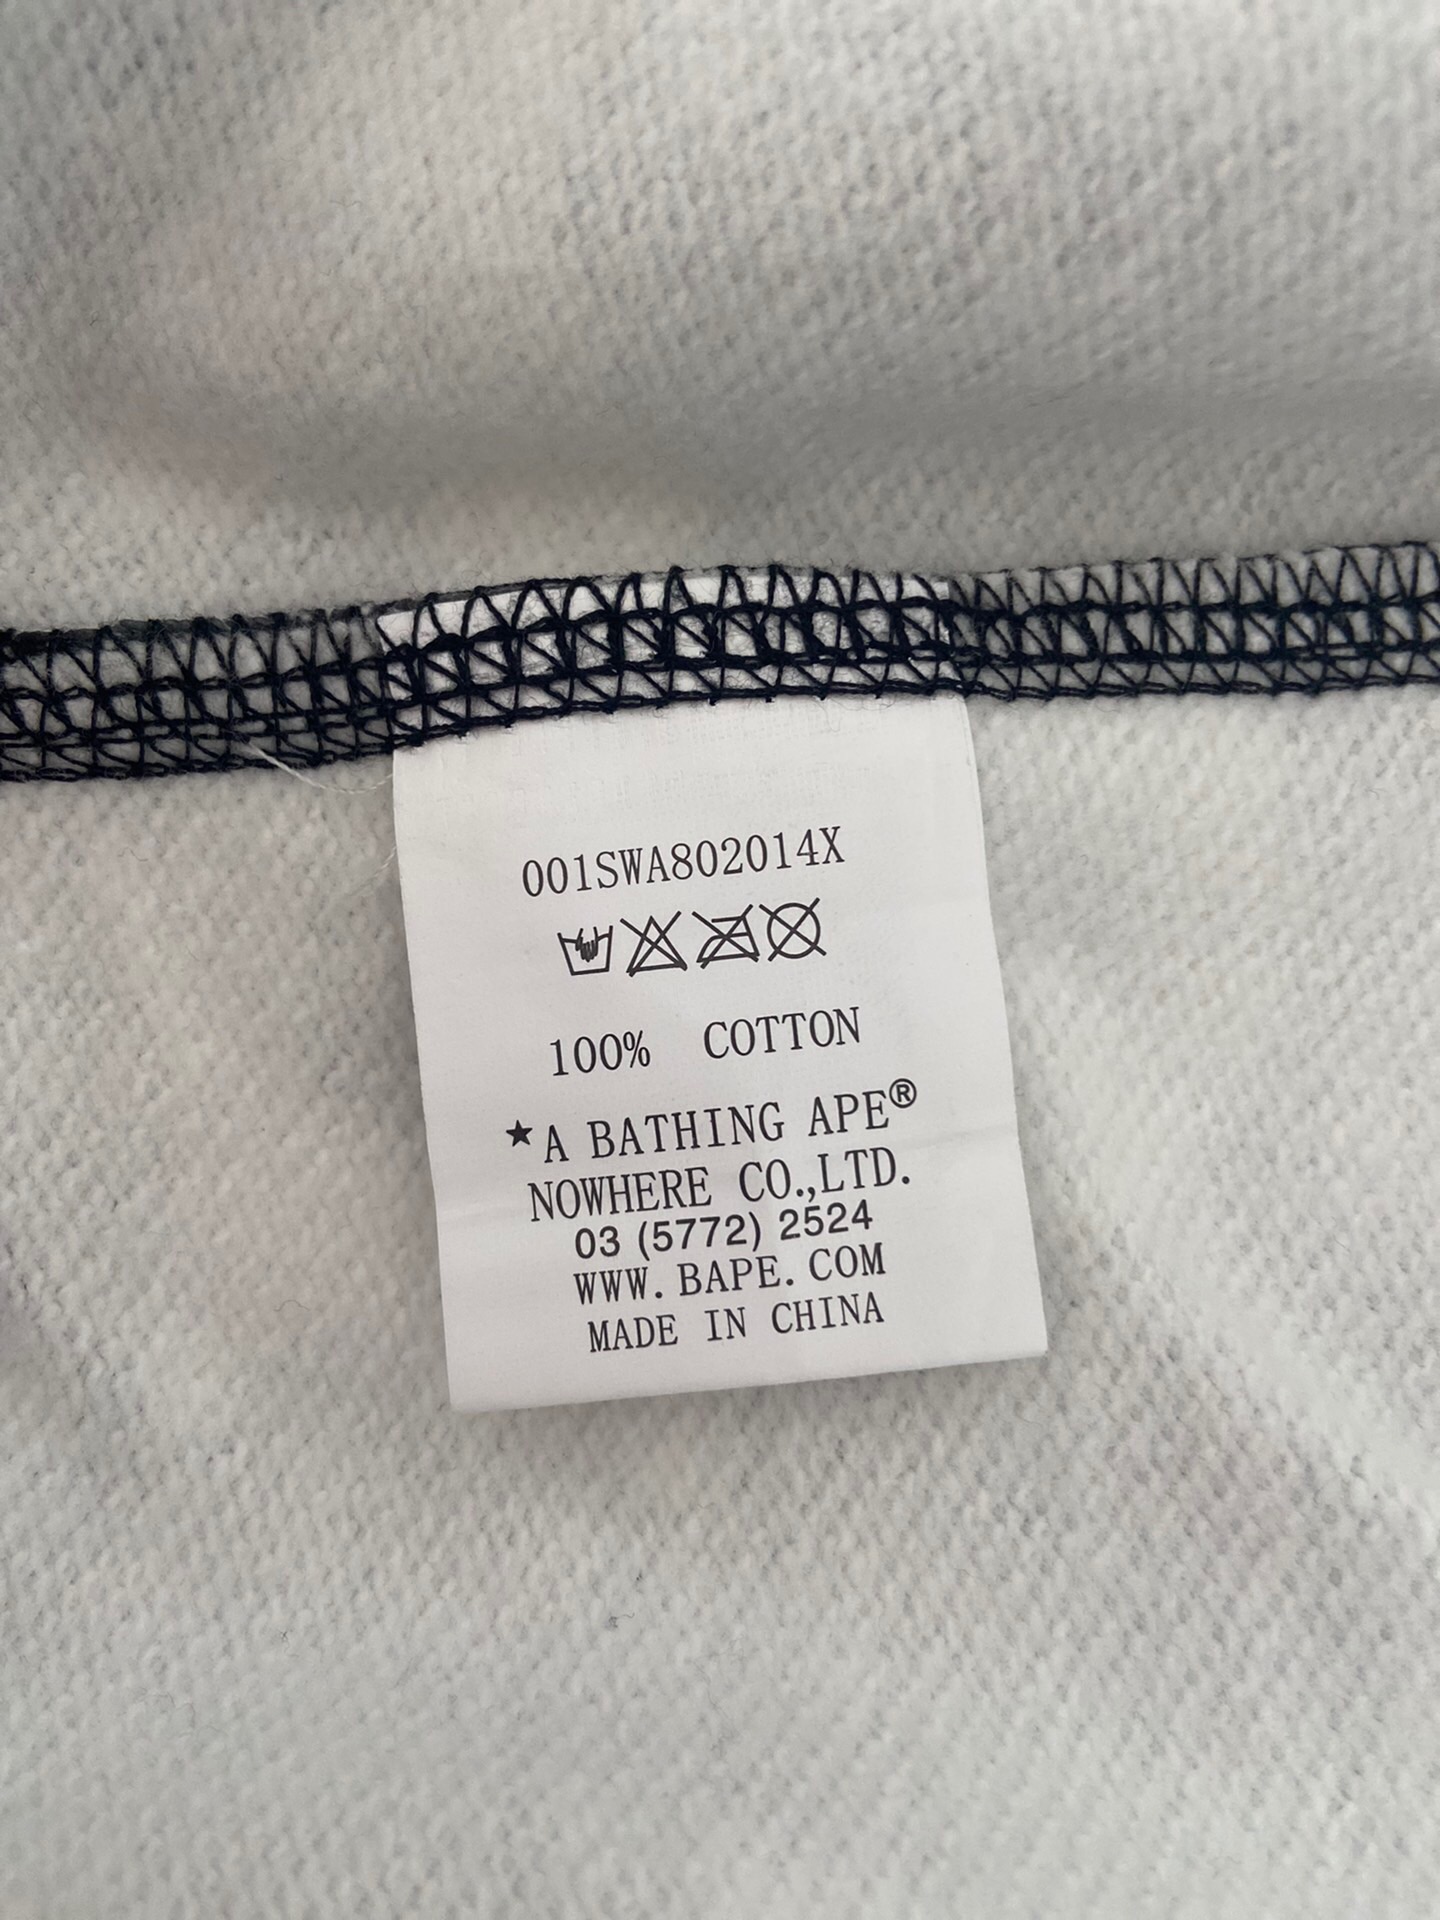 001SWA802014X
100% COTTON
★A BATHING APE®
NOWHERE CO.,LTD.
03 (5772) 2524
WWW.BAPE.COM
MADE IN CHINA